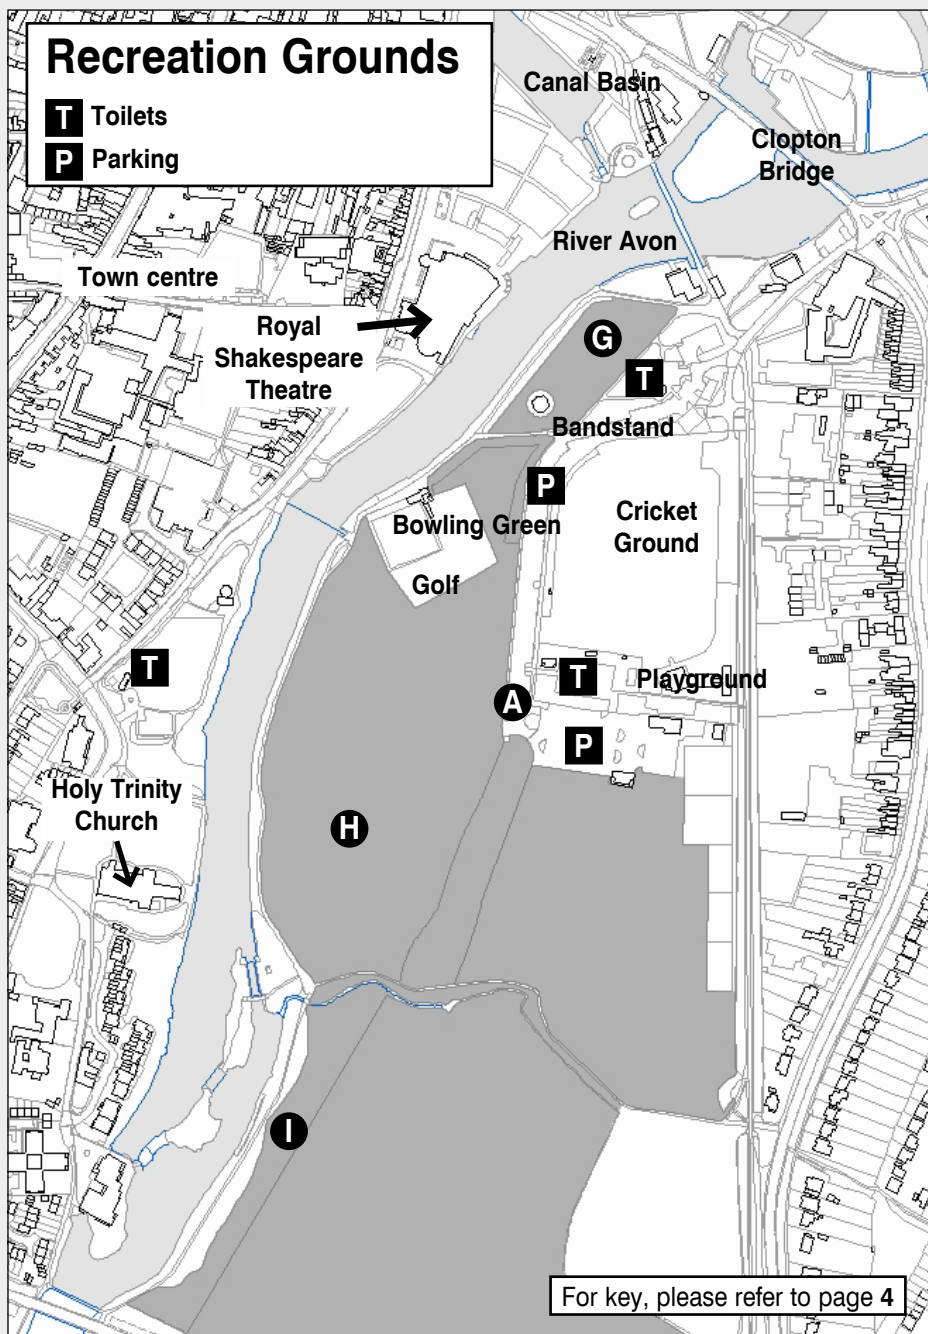 Recreation Grounds
T Toilets
P Parking
Canal Basin
Clopton
Bridge
River Avon
Town centre
Royal
Shakespeare
Theatre
G
T
Bandstand
P
Bowling Green
Cricket
Ground
Golf
T
T
Playground
A
P
Holy Trinity
Church
H
I
For key, please refer to page 4